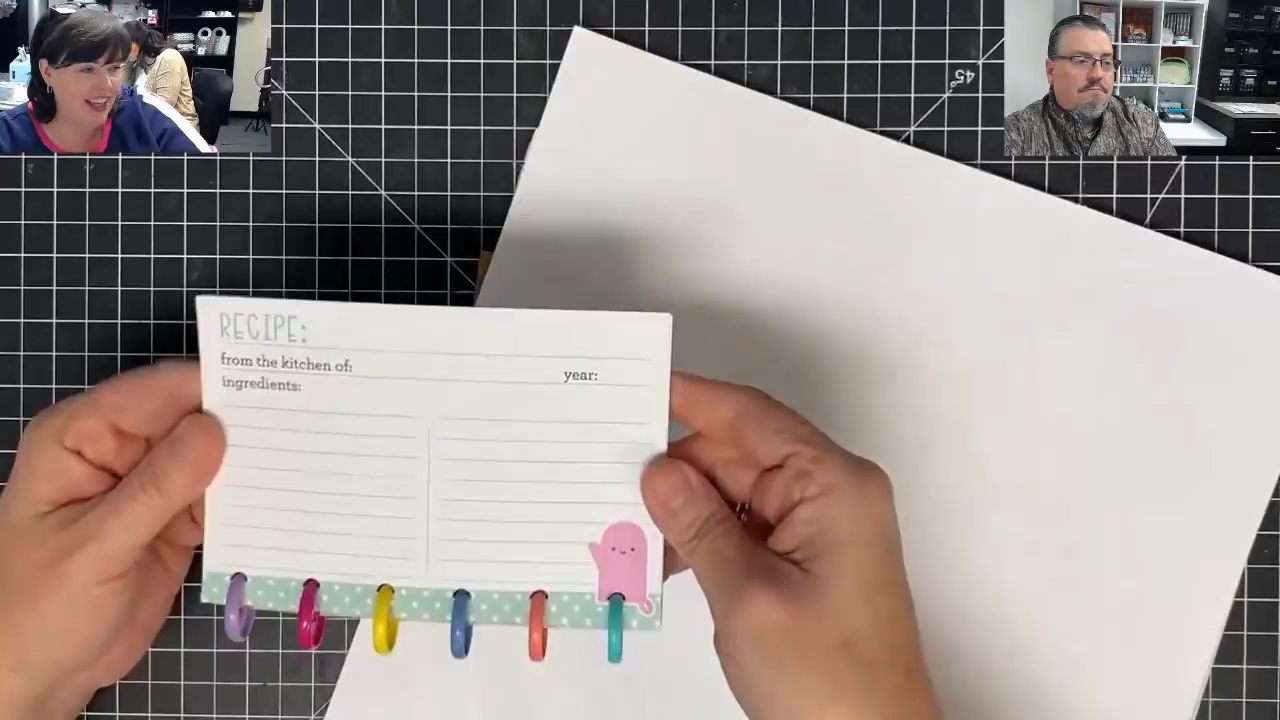 45°
RECIPE:
from the kitchen of:
year:
ingredients: